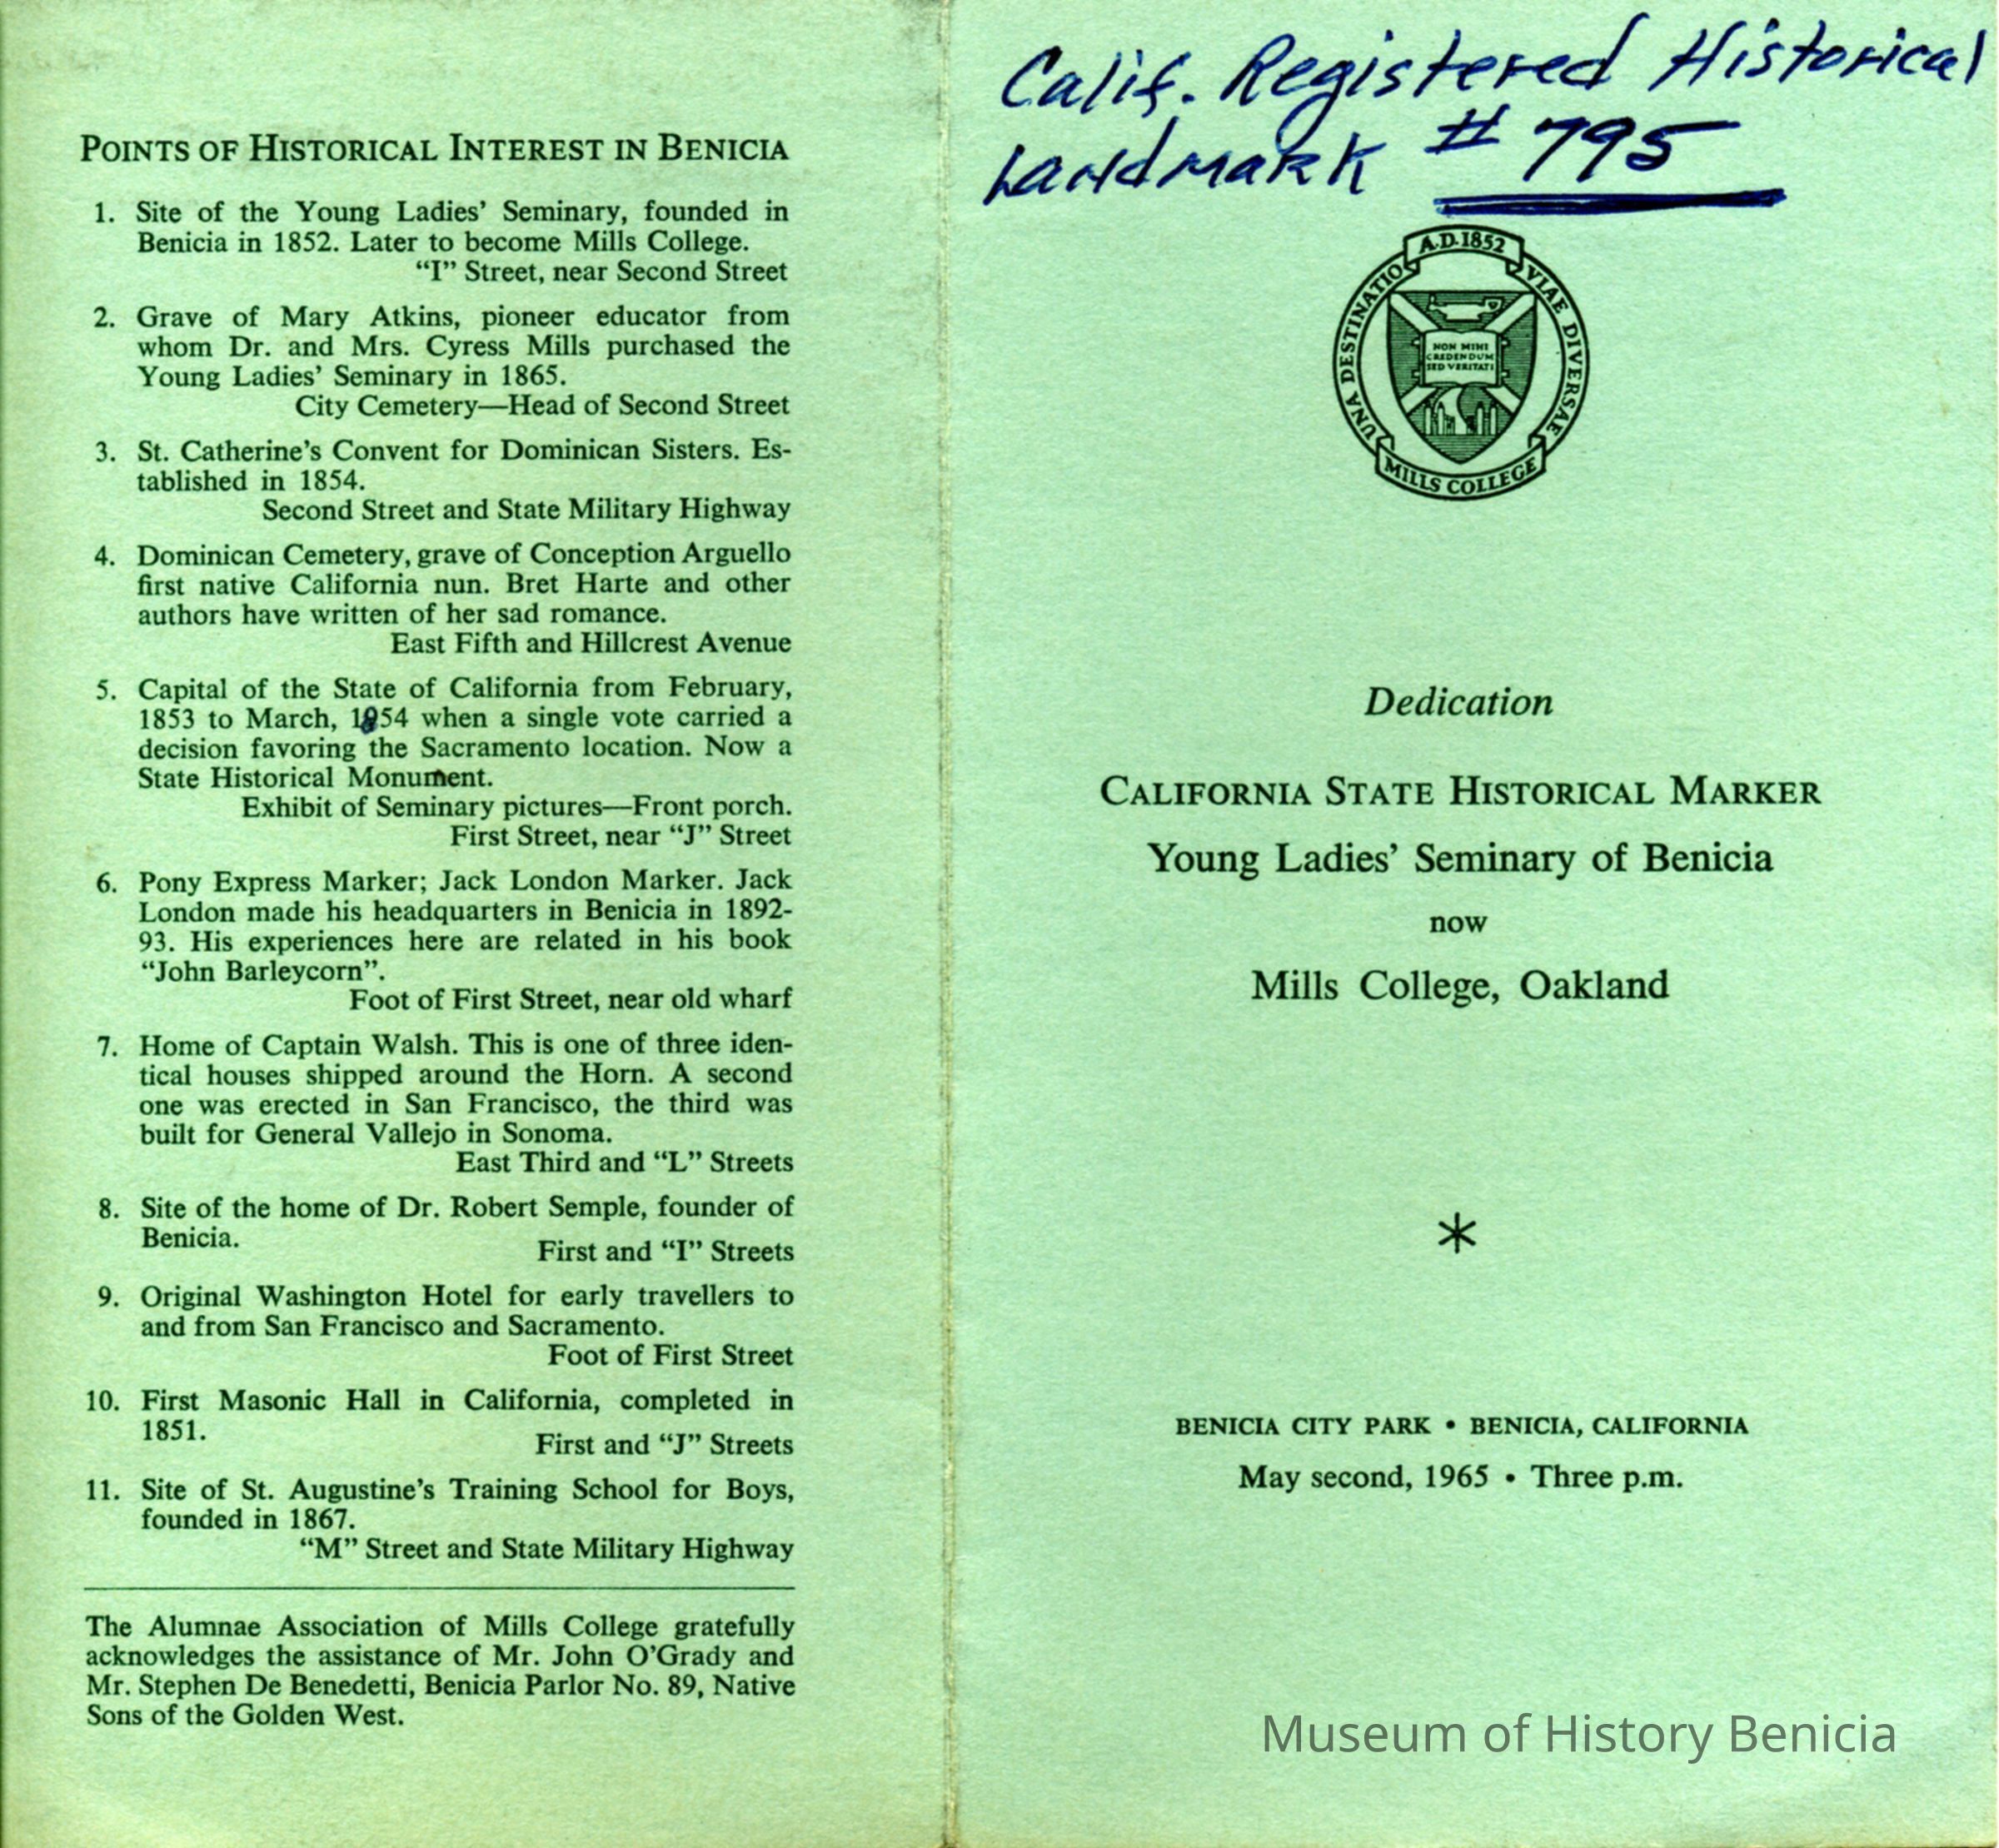 POINTS OF HISTORICAL INTEREST IN BENICIA
1. Site of the Young Ladies' Seminary, founded in
Benicia in 1852. Later to become Mills College.
"I" Street, near Second Street
2. Grave of Mary Atkins, pioneer educator from
whom Dr. and Mrs. Cyress Mills purchased the
Young Ladies' Seminary in 1865.
City Cemetery—Head of Second Street
3. St. Catherine's Convent for Dominican Sisters. Es-
tablished in 1854.
Second Street and State Military Highway
4. Dominican Cemetery, grave of Conception Arguello
first native California nun. Bret Harte and other
authors have written of her sad romance.
East Fifth and Hillcrest Avenue
5. Capital of the State of California from February,
1853 to March, 1854 when a single vote carried a
decision favoring the Sacramento location. Now a
State Historical Monument.
Exhibit of Seminary pictures—Front porch.
First Street, near "J" Street
6. Pony Express Marker; Jack London Marker. Jack
London made his headquarters in Benicia in 1892-
93. His experiences here are related in his book
"John Barleycorn".
Foot of First Street, near old wharf
7. Home of Captain Walsh. This is one of three iden-
tical houses shipped around the Horn. A second
one was erected in San Francisco, the third was
built for General Vallejo in Sonoma.
East Third and "L" Streets
8. Site of the home of Dr. Robert Semple, founder of
Benicia.
First and "I" Streets
9. Original Washington Hotel for early travellers to
and from San Francisco and Sacramento.
Foot of First Street
10. First Masonic Hall in California, completed in
1851.
First and "J" Streets
11. Site of St. Augustine's Training School for Boys,
founded in 1867.
"M" Street and State Military Highway
The Alumnae Association of Mills College gratefully
acknowledges the assistance of Mr. John O'Grady and
Mr. Stephen De Benedetti, Benicia Parlor No. 89, Native
Sons of the Golden West.
Calif. Registered Historical
Landmark # 795
A.D. 1852
UNA DESTINATIO VIAE DIVERSAE
NON MIHI
CREDENDUM
SED VERITATI
MILLS COLLEGE
Dedication
CALIFORNIA STATE HISTORICAL MARKER
Young Ladies' Seminary of Benicia
now
Mills College, Oakland
*
BENICIA CITY PARK • BENICIA, CALIFORNIA
May second, 1965 • Three p.m.
Museum of History Benicia